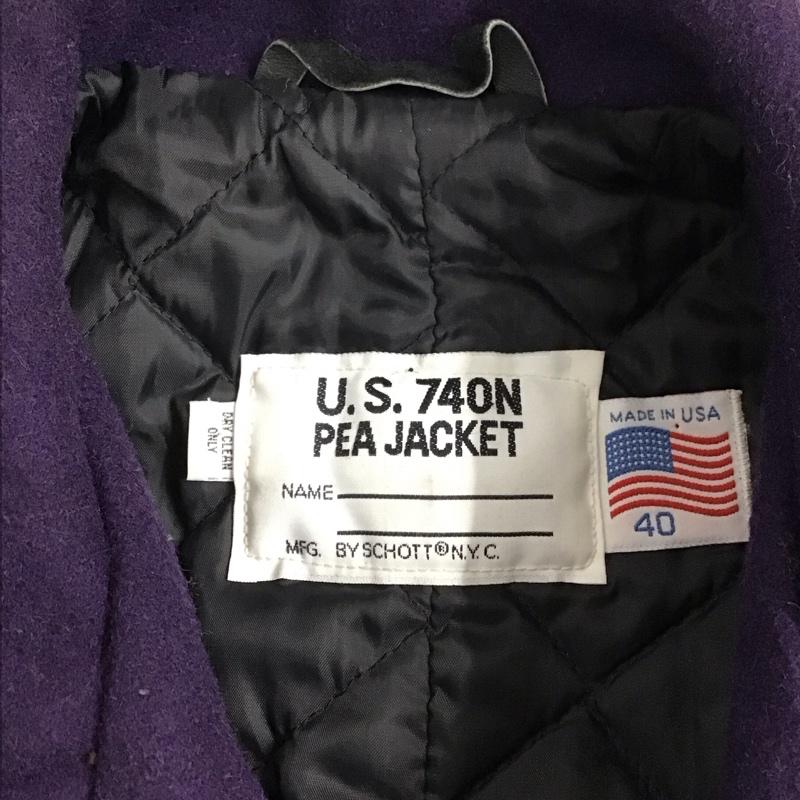 U.S. 740N
PEA JACKET
NAME
MFG. BY SCHOTT® N.Y.C.
DRY CLEAN
ONLY
MADE IN USA
40